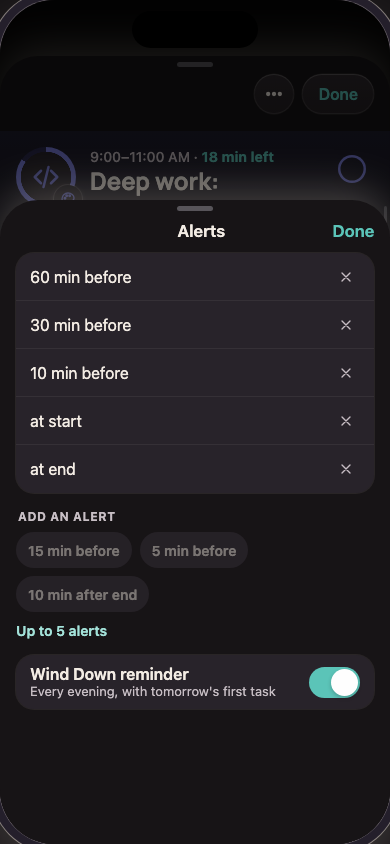 Done
9:00–11:00 AM · 18 min left
Deep work:
Alerts
Done
60 min before
30 min before
10 min before
at start
at end
ADD AN ALERT
15 min before
5 min before
10 min after end
Up to 5 alerts
Wind Down reminder
Every evening, with tomorrow's first task